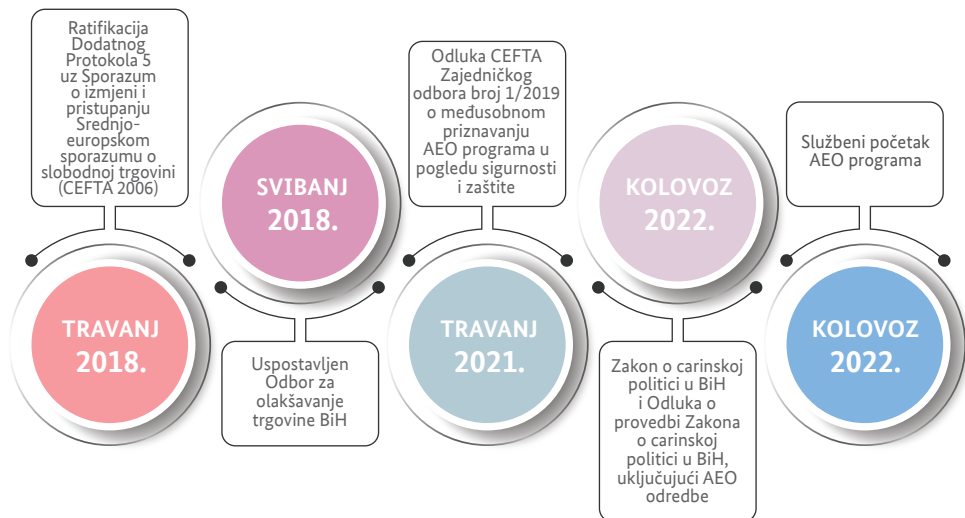 Ratifikacija
Dodatnog
Protokola 5
uz Sporazum
o izmjeni i
pristupanju
Srednjo-
europskom
sporazumu o
slobodnoj trgovini
(CEFTA 2006)
TRAVANJ
2018.
SVIBANJ
2018.
Uspostavljen
Odbor za
olakšavanje
trgovine BiH
Odluka CEFTA
Zajedničkog
odbora broj 1/2019
o međusobnom
priznavanju
AEO programa u
pogledu sigurnosti
i zaštite
TRAVANJ
2021.
KOLOVOZ
2022.
Zakon o carinskoj
politici u BiH
i Odluka o
provedbi Zakona
o carinskoj
politici u BiH,
uključujući AEO
odredbe
Službeni početak
AEO programa
KOLOVOZ
2022.